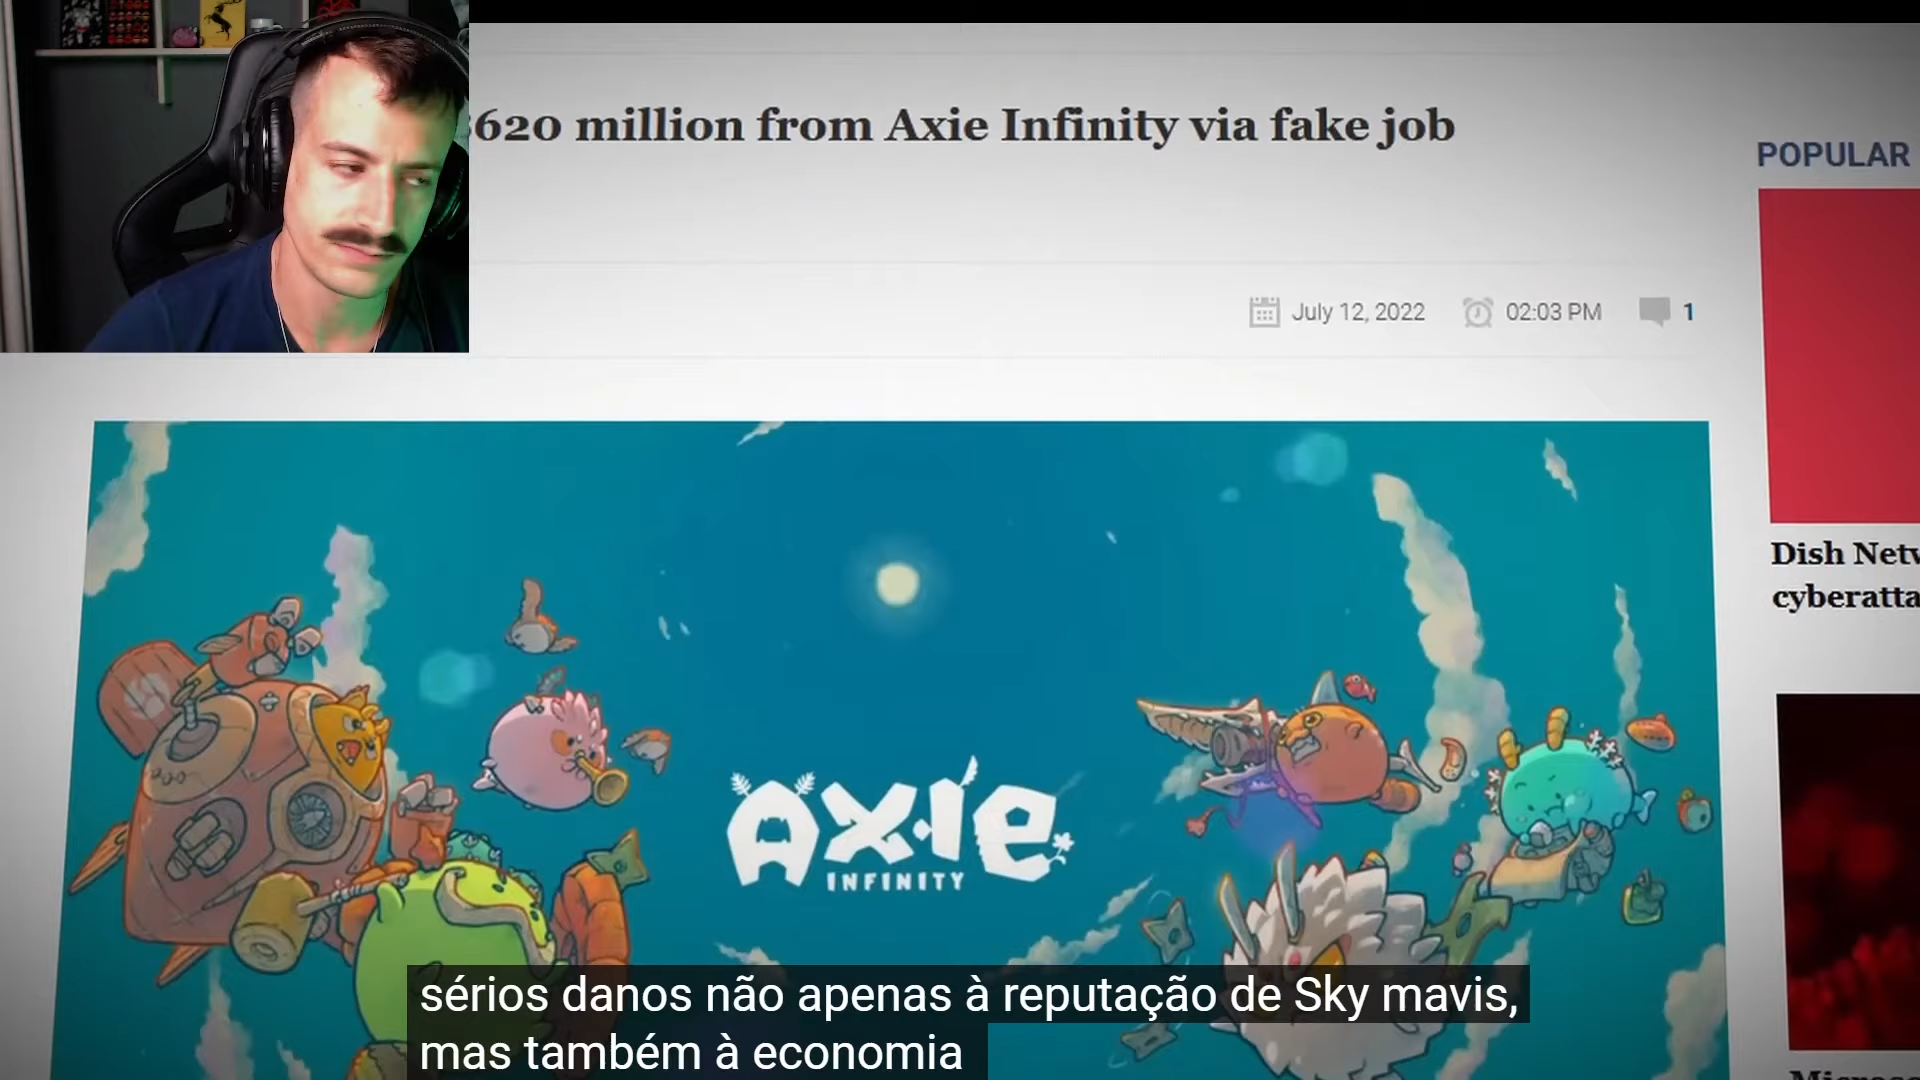 620 million from Axie Infinity via fake job
POPULAR
July 12, 2022 02:03 PM 1
Dish
cyberatta
AXIE
INFINITY
sérios danos não apenas à reputação de Sky mavis,
mas também à economia